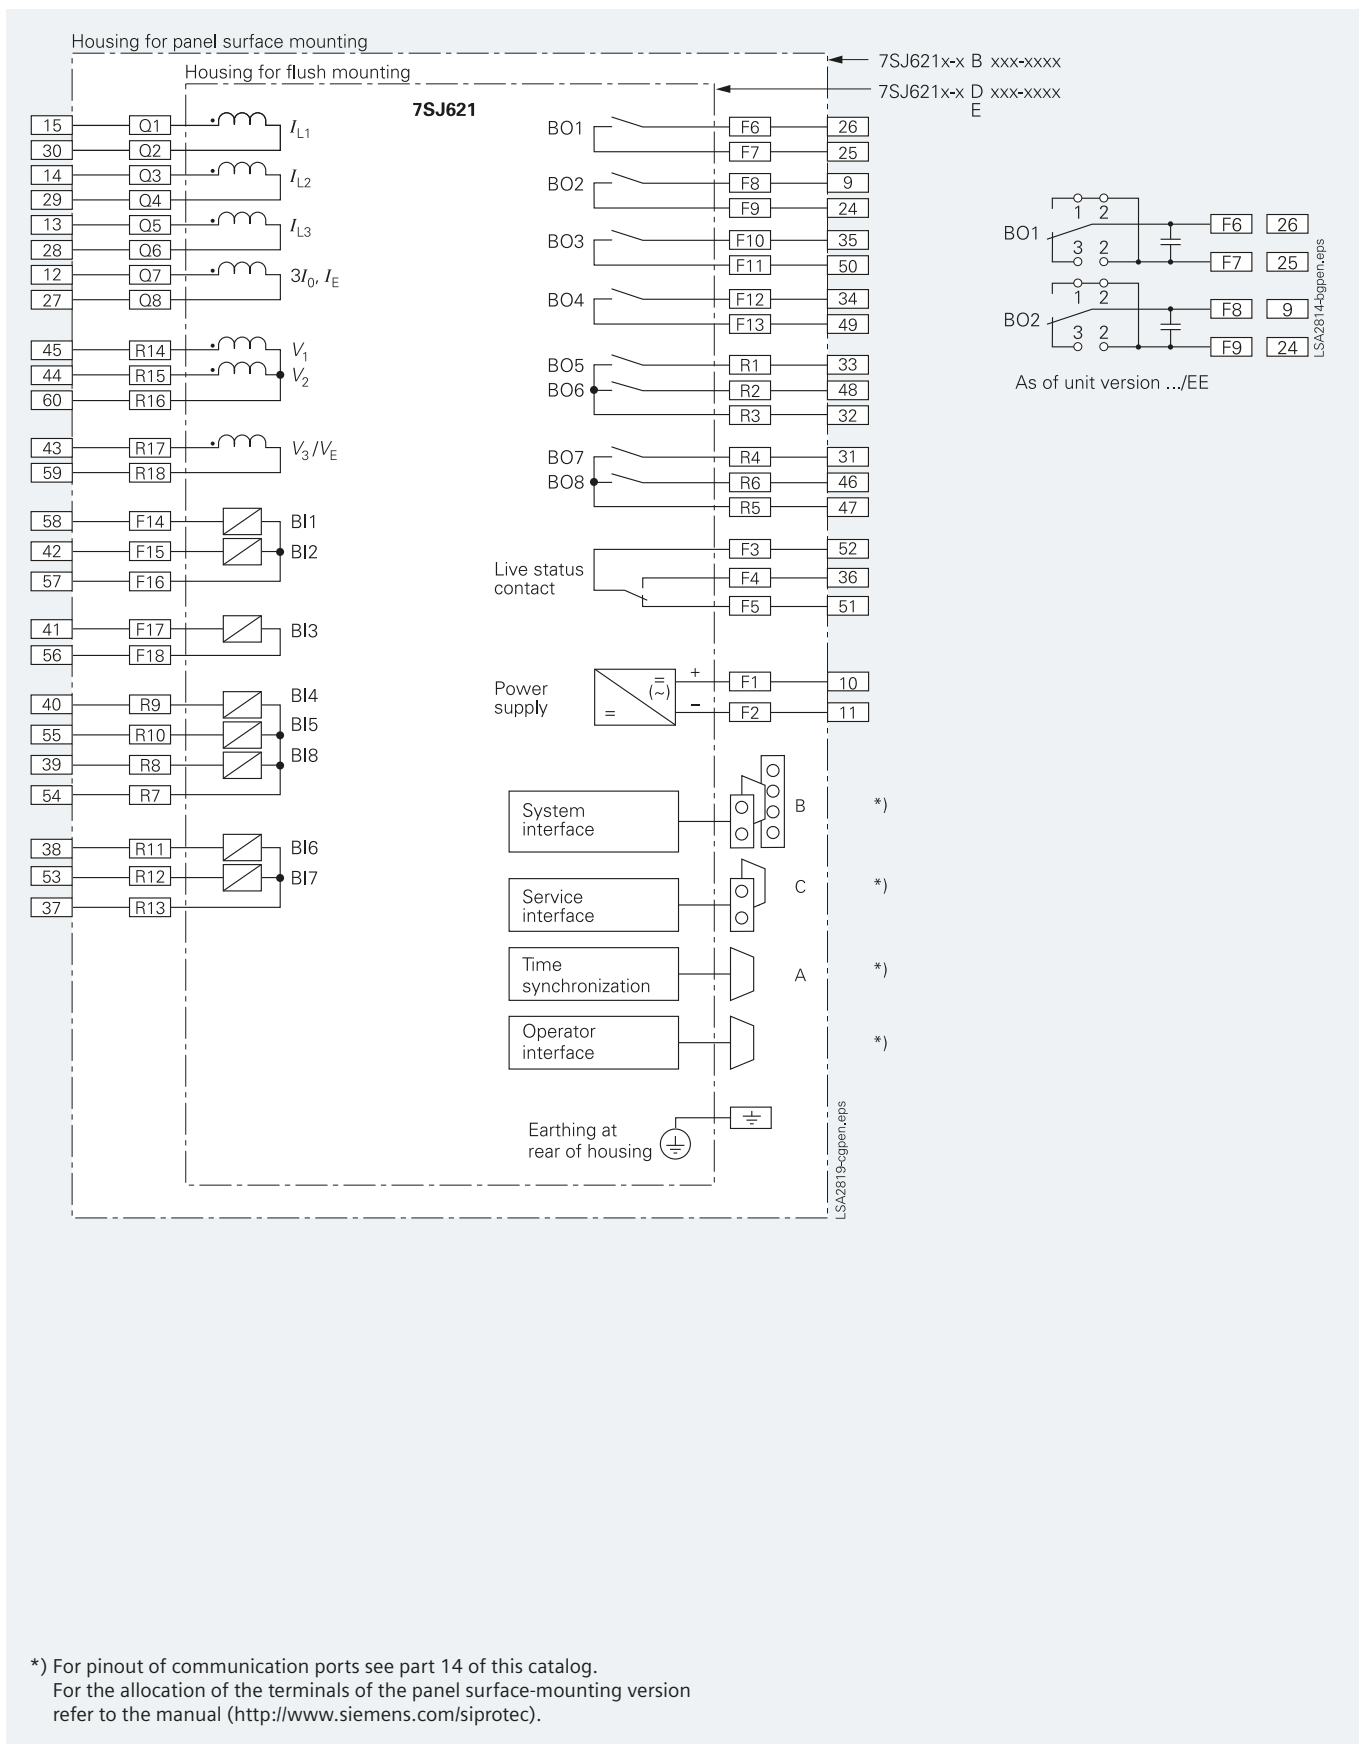 Housing for panel surface mounting
Housing for flush mounting
7SJ621x-x B xxx-xxxx
7SJ621x-x D xxx-xxxx
E
7SJ621
15 Q1 IL1
30 Q2
14 Q3 IL2
29 Q4
13 Q5 IL3
28 Q6
12 Q7 3I0, IE
27 Q8
45 R14 V1
44 R15 V2
60 R16
43 R17 V3/VE
59 R18
58 F14 BI1
42 F15 BI2
57 F16
41 F17 BI3
56 F18
40 R9 BI4
55 R10 BI5
39 R8 BI8
54 R7
38 R11 BI6
53 R12 BI7
37 R13
BO1 F6 26
F7 25
BO2 F8 9
F9 24
BO3 F10 35
F11 50
BO4 F12 34
F13 49
BO5 R1 33
BO6 R2 48
R3 32
BO7 R4 31
BO8 R6 46
R5 47
F3 52
Live status
contact
F4 36
F5 51
Power
supply
= (~) =
+ F1 10
– F2 11
System
interface
B *)
Service
interface
C *)
Time
synchronization
A *)
Operator
interface
*)
Earthing at
rear of housing
LSA2819-cgpen.eps
1 2
BO1 F6 26
3 2
F7 25
1 2
BO2 F8 9
3 2
F9 24
LSA2814-bgpen.eps
As of unit version .../EE
*) For pinout of communication ports see part 14 of this catalog.
For the allocation of the terminals of the panel surface-mounting version
refer to the manual (http://www.siemens.com/siprotec).